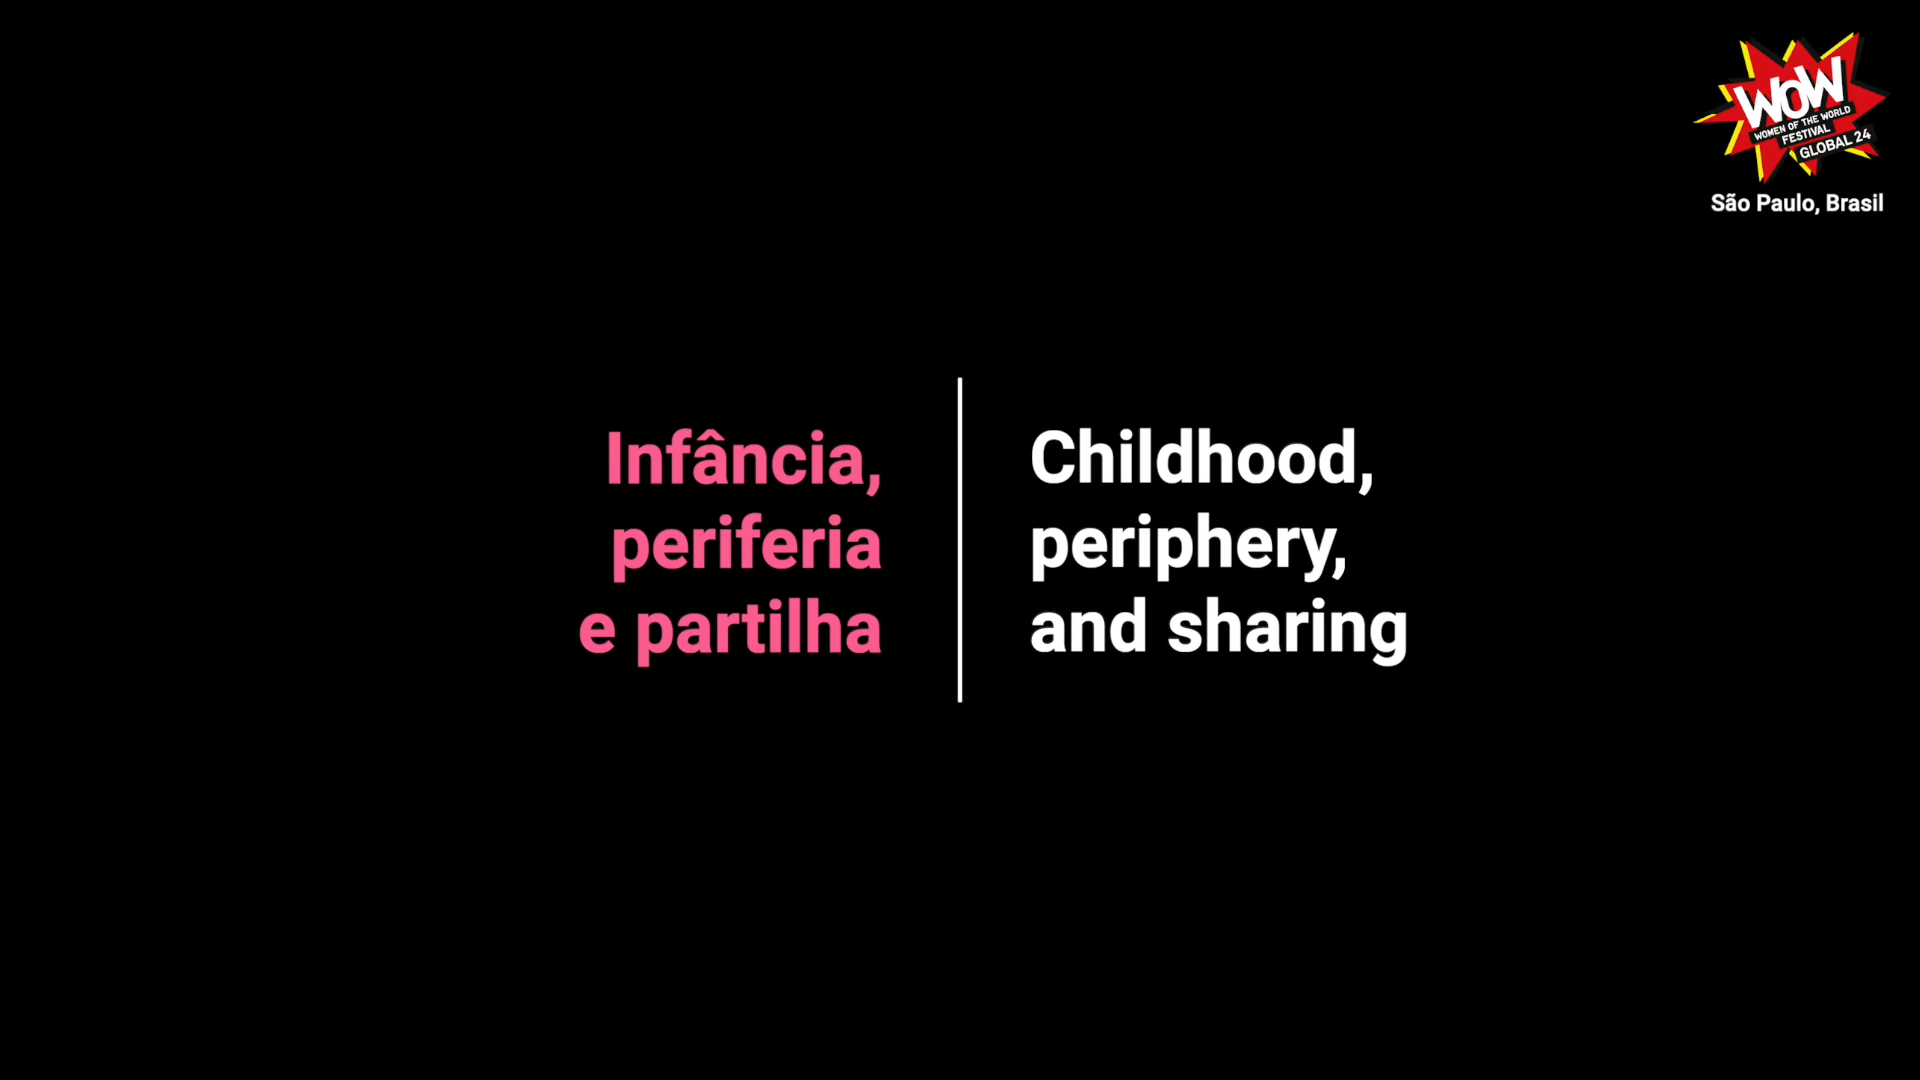 WOW
WOMEN OF THE WORLD
FESTIVAL
GLOBAL 24
São Paulo, Brasil
Infância,
periferia
e partilha
Childhood,
periphery,
and sharing